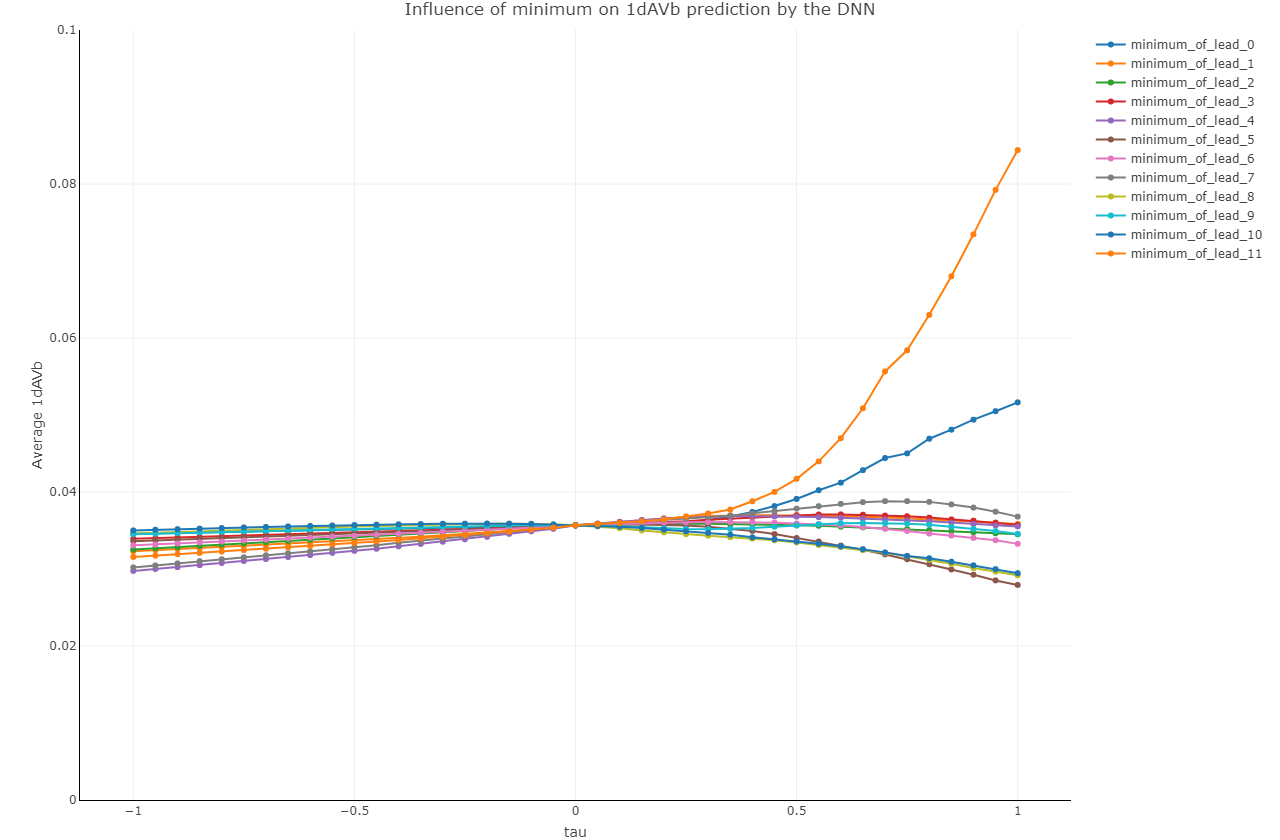 Influence of minimum on 1dAVb prediction by the DNN
0.1
0.08
0.06
0.04
0.02
0
Average 1dAVb
−1
−0.5
0
0.5
1
tau
minimum_of_lead_0
minimum_of_lead_1
minimum_of_lead_2
minimum_of_lead_3
minimum_of_lead_4
minimum_of_lead_5
minimum_of_lead_6
minimum_of_lead_7
minimum_of_lead_8
minimum_of_lead_9
minimum_of_lead_10
minimum_of_lead_11